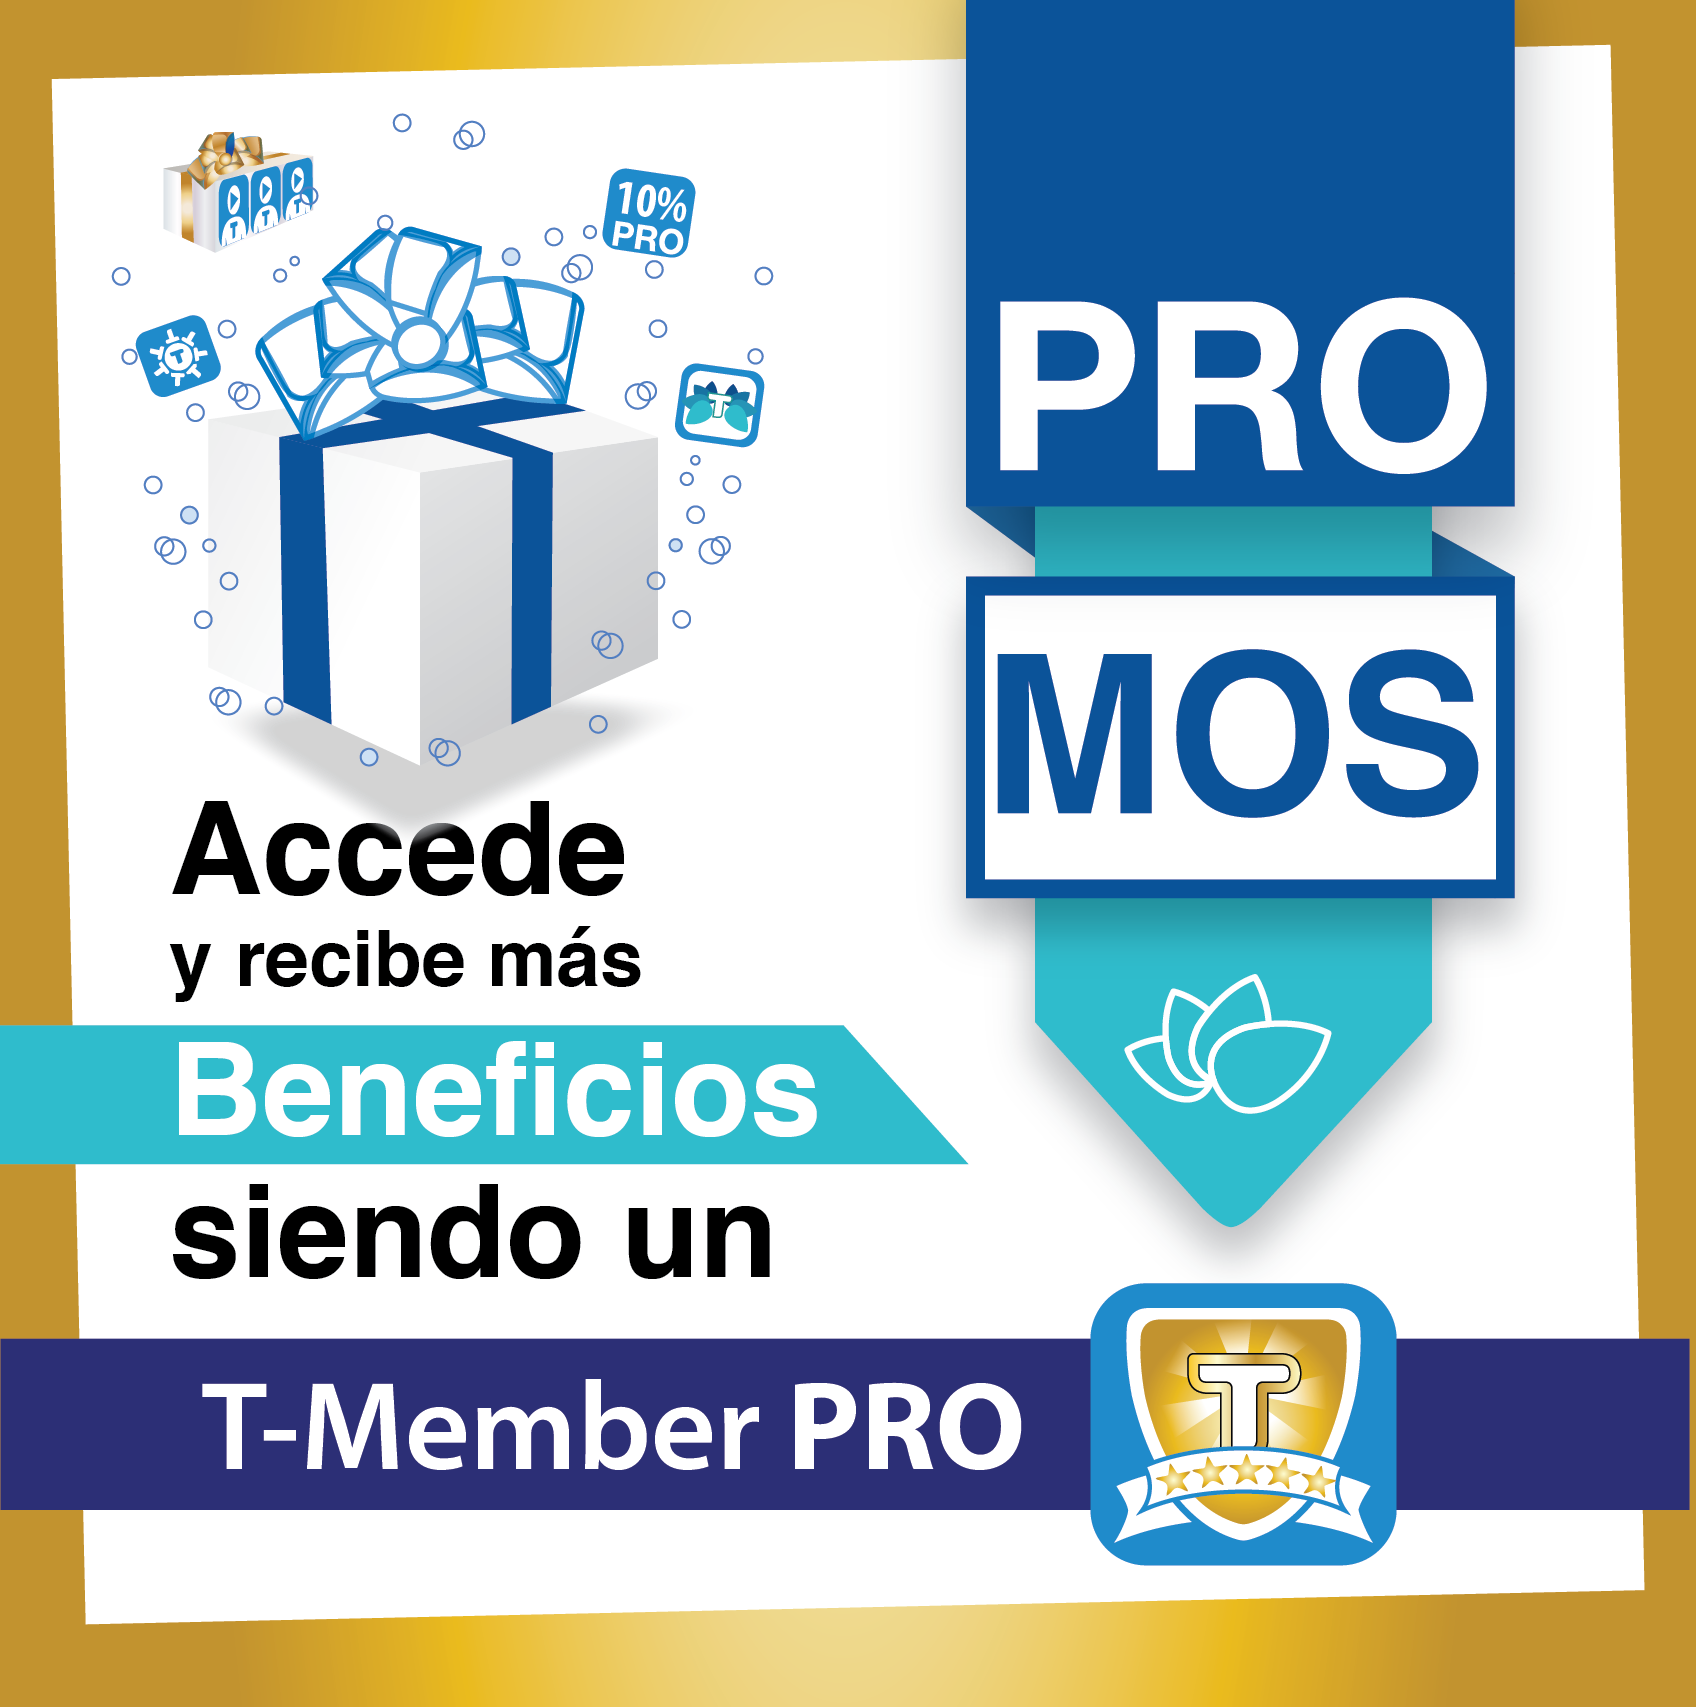 10%
PRO
T
T
T
T
T
PRO
MOS
Accede
y recibe más
Beneficios
siendo un
T-Member PRO
T